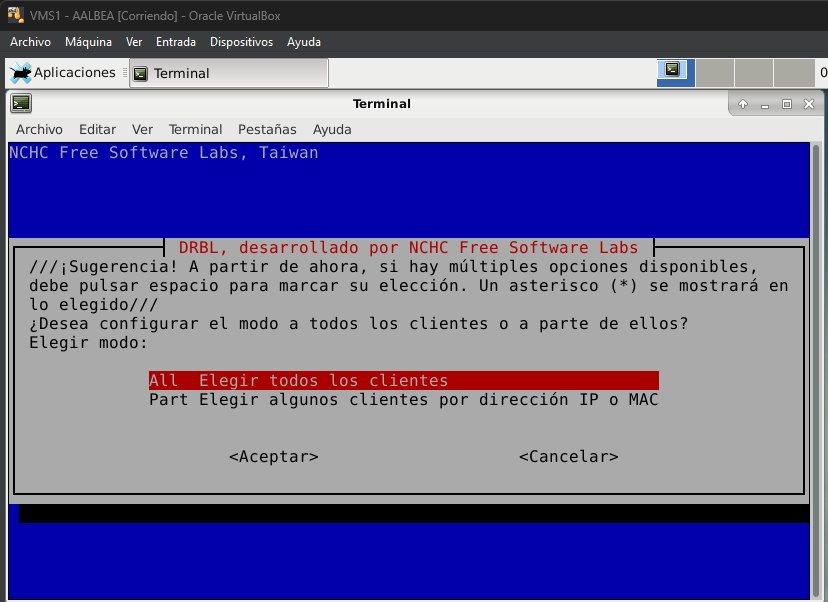 VMS1 - AALBEA [Corriendo] - Oracle VirtualBox
Archivo Máquina Ver Entrada Dispositivos Ayuda
Aplicaciones Terminal 0
Terminal
Archivo Editar Ver Terminal Pestañas Ayuda
NCHC Free Software Labs, Taiwan
DRBL, desarrollado por NCHC Free Software Labs
///¡Sugerencia! A partir de ahora, si hay múltiples opciones disponibles,
debe pulsar espacio para marcar su elección. Un asterisco (*) se mostrará en
lo elegido///
¿Desea configurar el modo a todos los clientes o a parte de ellos?
Elegir modo:
All Elegir todos los clientes
Part Elegir algunos clientes por dirección IP o MAC
<Aceptar> <Cancelar>